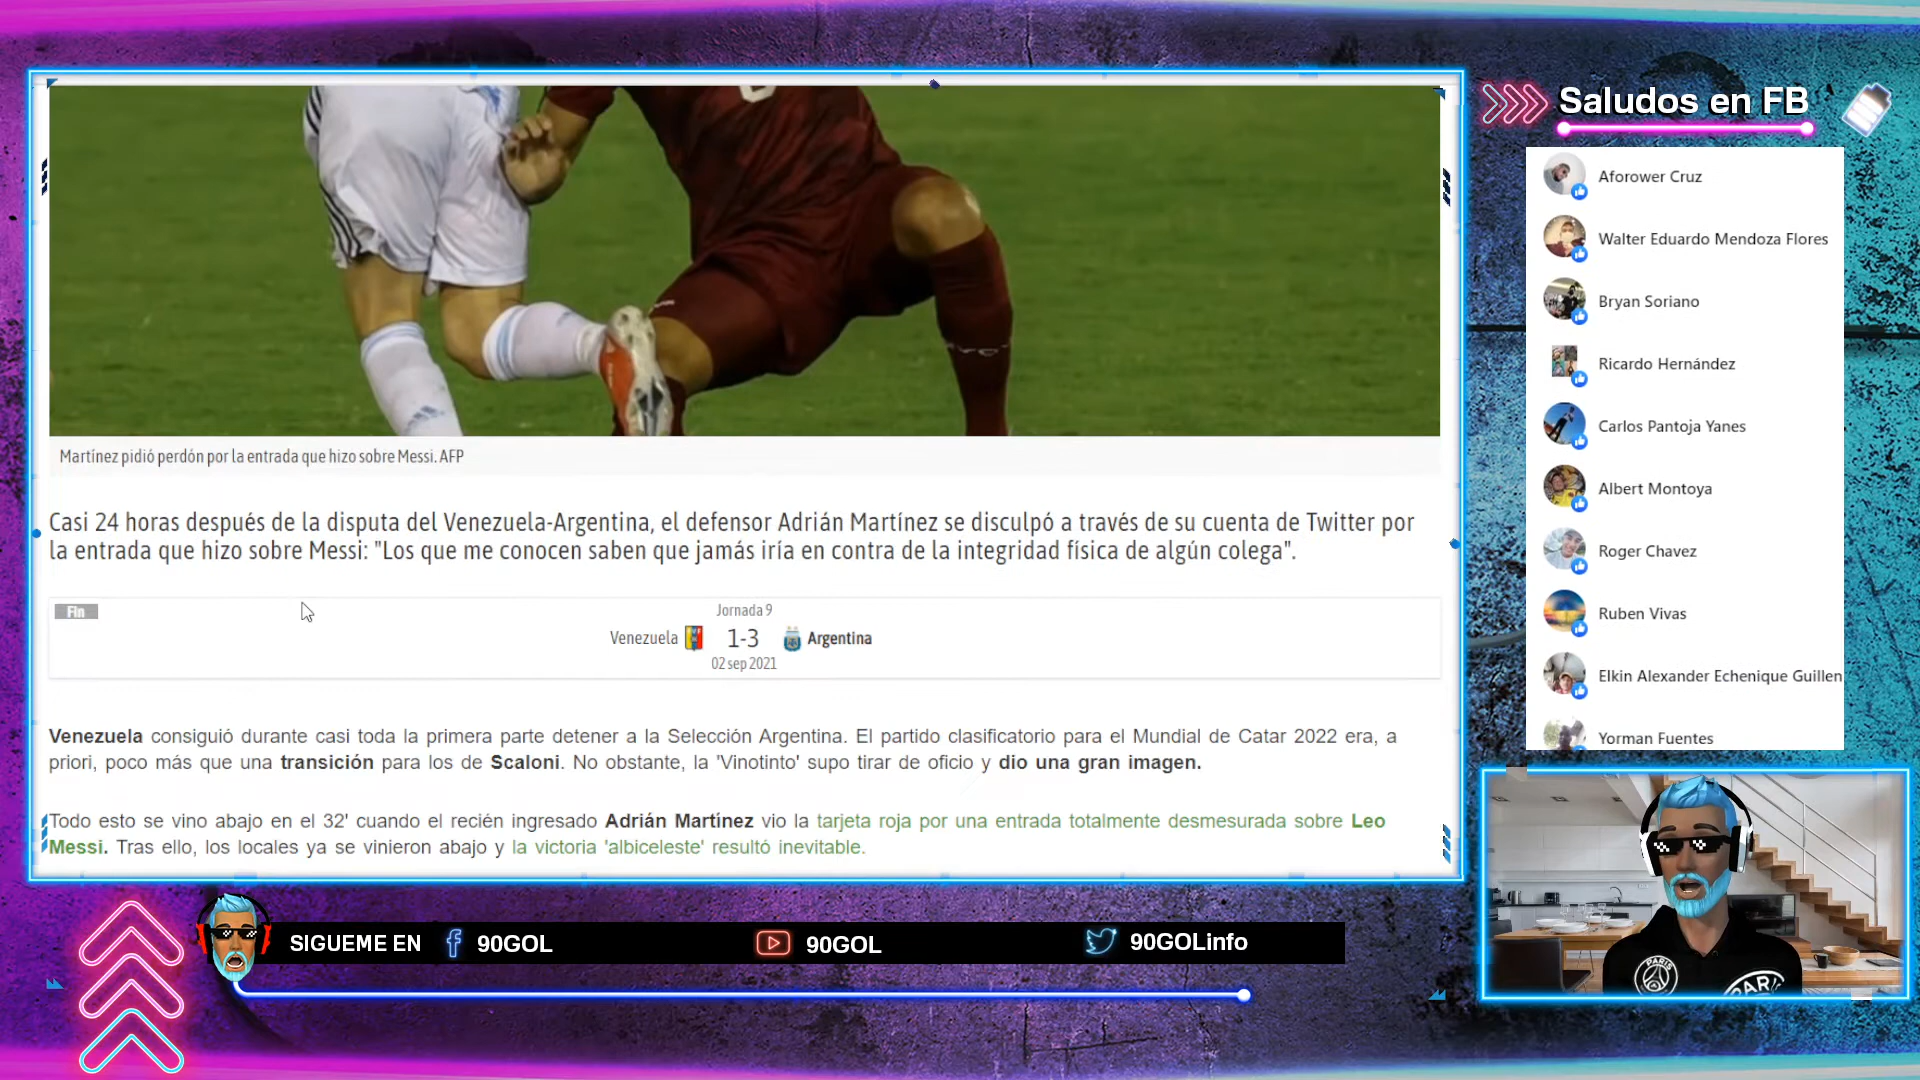 Saludos en FB
Aforower Cruz
Walter Eduardo Mendoza Flores
Bryan Soriano
Ricardo Hernández
Carlos Pantoja Yanes
Albert Montoya
Roger Chavez
Ruben Vivas
Elkin Alexander Echenique Guillen
Yorman Fuentes
Martínez pidió perdón por la entrada que hizo sobre Messi. AFP
Casi 24 horas después de la disputa del Venezuela-Argentina, el defensor Adrián Martínez se disculpó a través de su cuenta de Twitter por
la entrada que hizo sobre Messi: "Los que me conocen saben que jamás iría en contra de la integridad física de algún colega".
Fin
Jornada 9
Venezuela 1-3 Argentina
02 sep 2021
Venezuela consiguió durante casi toda la primera parte detener a la Selección Argentina. El partido clasificatorio para el Mundial de Catar 2022 era, a
priori, poco más que una transición para los de Scaloni. No obstante, la 'Vinotinto' supo tirar de oficio y dio una gran imagen.
Todo esto se vino abajo en el 32' cuando el recién ingresado Adrián Martínez vio la tarjeta roja por una entrada totalmente desmesurada sobre Leo
Messi. Tras ello, los locales ya se vinieron abajo y la victoria 'albiceleste' resultó inevitable.
SIGUEME EN 90GOL 90GOL 90GOLinfo
PARIS
PARIS